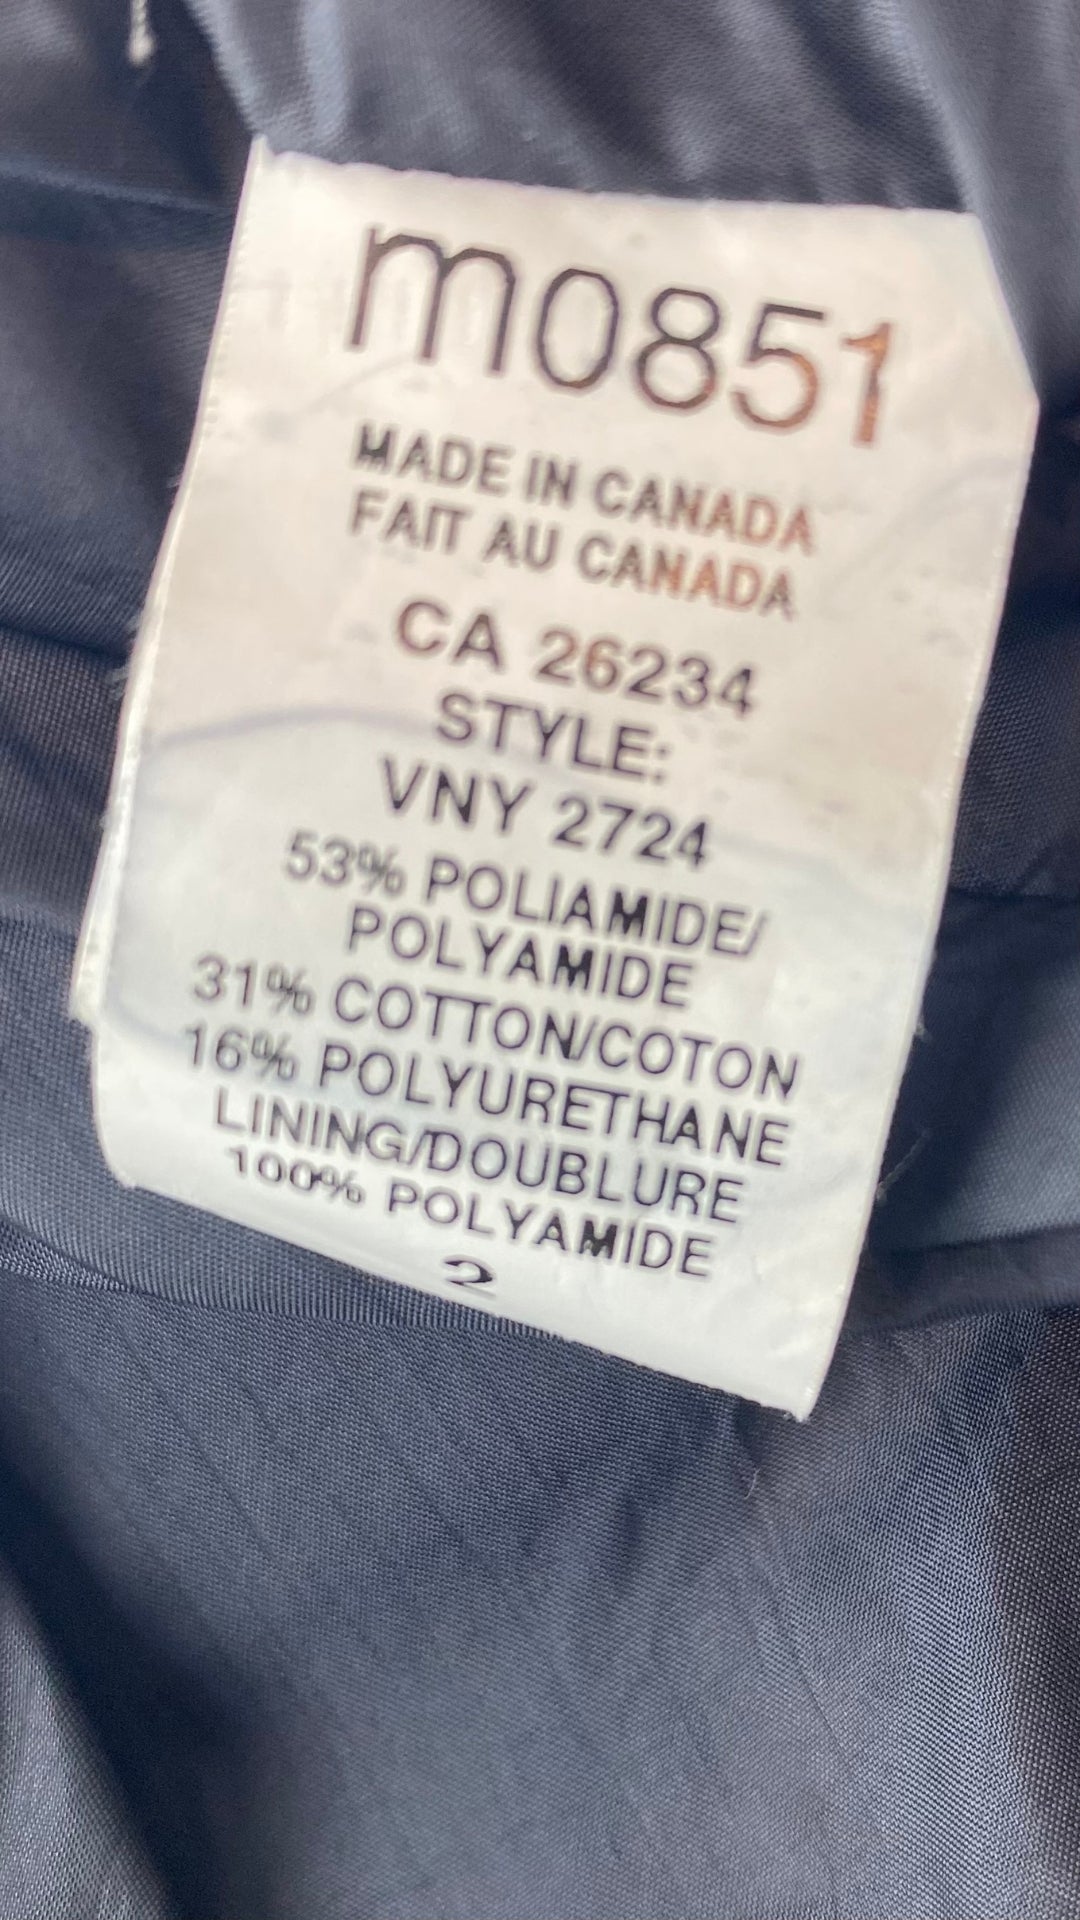 m0851
MADE IN CANADA
FAIT AU CANADA
CA 26234
STYLE:
VNY 2724
53% POLIAMIDE/
POLYAMIDE
31% COTTON/COTON
16% POLYURETHANE
LINING/DOUBLURE
100% POLYAMIDE
2